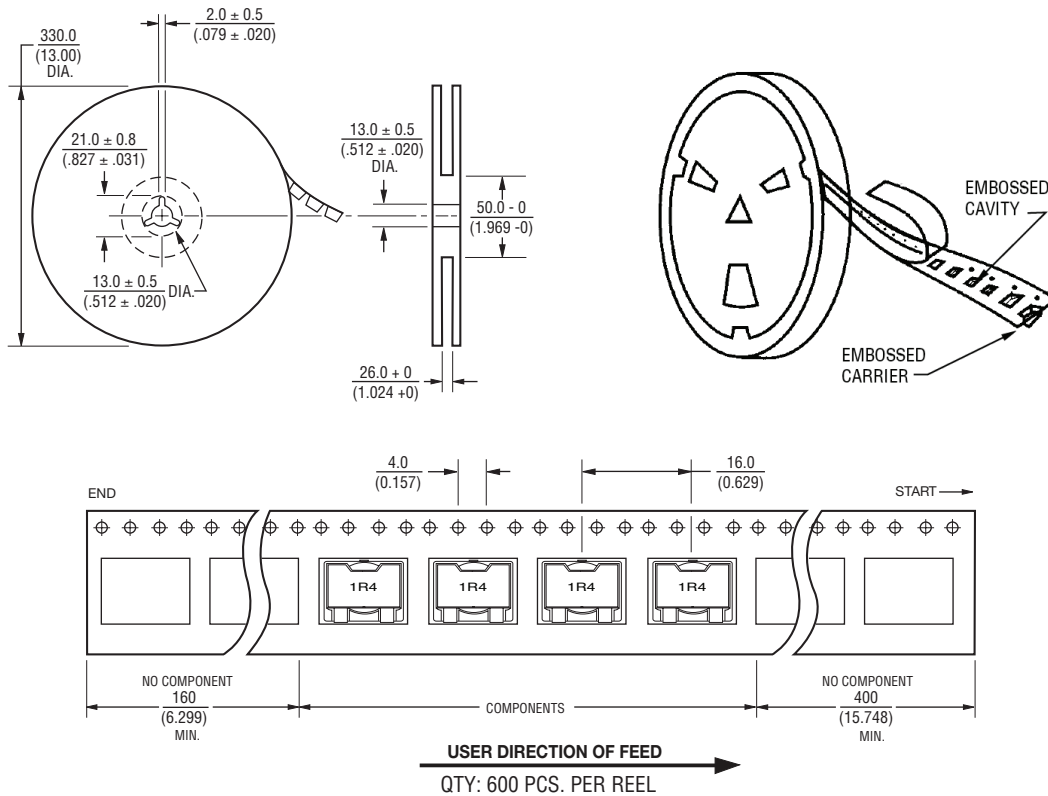 2.0 ± 0.5
(.079 ± .020)
330.0
(13.00)
DIA.
21.0 ± 0.8
(.827 ± .031)
13.0 ± 0.5
(.512 ± .020)
DIA.
13.0 ± 0.5
(.512 ± .020)
DIA.
50.0 - 0
(1.969 -0)
26.0 + 0
(1.024 +0)
EMBOSSED
CAVITY
EMBOSSED
CARRIER
4.0
(0.157)
16.0
(0.629)
END
START
1R4
1R4
1R4
1R4
NO COMPONENT
160
(6.299)
MIN.
COMPONENTS
NO COMPONENT
400
(15.748)
MIN.
USER DIRECTION OF FEED
QTY: 600 PCS. PER REEL